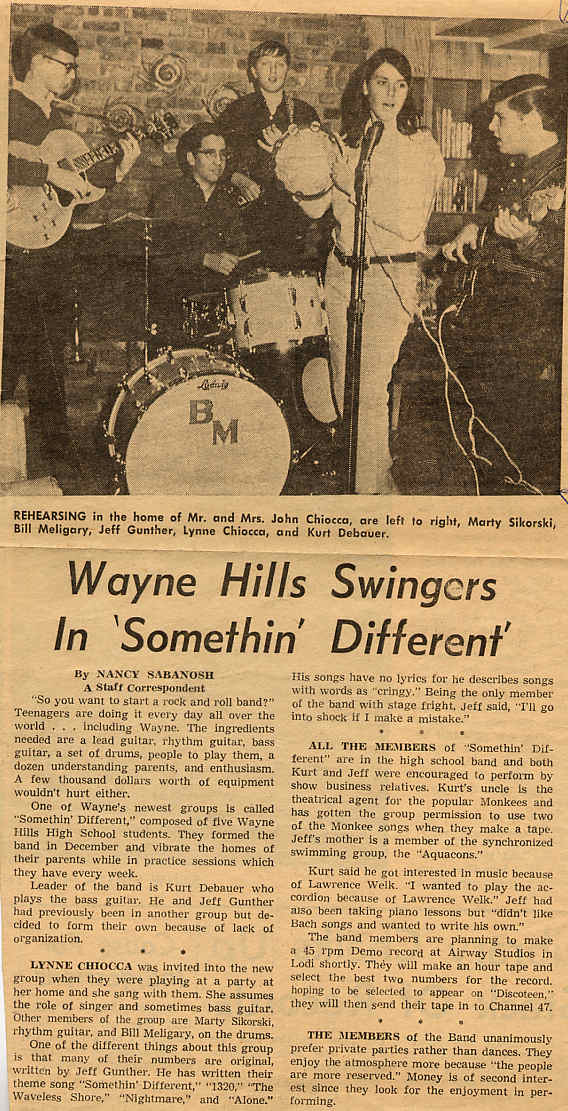 Ludwig
BM
REHEARSING in the home of Mr. and Mrs. John Chiocca, are left to right, Marty Sikorski,
Bill Meligary, Jeff Gunther, Lynne Chiocca, and Kurt Debauer.
Wayne Hills Swingers
In 'Somethin' Different'
By NANCY SABANOSH
A Staff Correspondent
"So you want to start a rock and roll band?"
Teenagers are doing it every day all over the
world . . . including Wayne. The ingredients
needed are a lead guitar, rhythm guitar, bass
guitar, a set of drums, people to play them, a
dozen understanding parents, and enthusiasm.
A few thousand dollars worth of equipment
wouldn't hurt either.
One of Wayne's newest groups is called
"Somethin' Different," composed of five Wayne
Hills High School students. They formed the
band in December and vibrate the homes of
their parents while in practice sessions which
they have every week.
Leader of the band is Kurt Debauer who
plays the bass guitar. He and Jeff Gunther
had previously been in another group but de-
cided to form their own because of lack of
organization.
* * *
LYNNE CHIOCCA was invited into the new
group when they were playing at a party at
her home and she sang with them. She assumes
the role of singer and sometimes bass guitar.
Other members of the group are Marty Sikorski,
rhythm guitar, and Bill Meligary, on the drums.
One of the different things about this group
is that many of their numbers are original,
written by Jeff Gunther. He has written their
theme song "Somethin' Different," "1320," "The
Waveless Shore," "Nightmare," and "Alone."
His songs have no lyrics for he describes songs
with words as "cringy." Being the only member
of the band with stage fright, Jeff said, "I'll go
into shock if I make a mistake."
* * *
ALL THE MEMBERS of "Somethin' Dif-
ferent" are in the high school band and both
Kurt and Jeff were encouraged to perform by
show business relatives. Kurt's uncle is the
theatrical agent for the popular Monkees and
has gotten the group permission to use two
of the Monkee songs when they make a tape.
Jeff's mother is a member of the synchronized
swimming group, the "Aquacons."
Kurt said he got interested in music because
of Lawrence Welk. "I wanted to play the ac-
cordion because of Lawrence Welk." Jeff had
also been taking piano lessons but "didn't like
Bach songs and wanted to write his own."
The band members are planning to make
a 45 rpm Demo record at Airway Studios in
Lodi shortly. They will make an hour tape and
select the best two numbers for the record.
hoping to be selected to appear on "Discoteen,"
they will then send their tape in to Channel 47.
* * *
THE MEMBERS of the Band unanimously
prefer private parties rather than dances. They
enjoy the atmosphere more because "the people
are more reserved." Money is of second inter-
est since they look for the enjoyment in per-
forming.